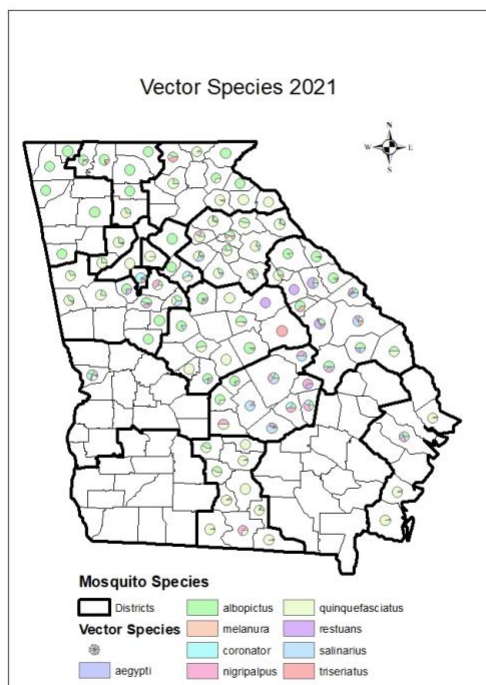 Vector Species 2021
N
W E
S
Mosquito Species
Districts
Vector Species
aegypti
albopictus
melanura
coronator
nigripalpus
quinquefasciatus
restuans
salinarius
triseriatus